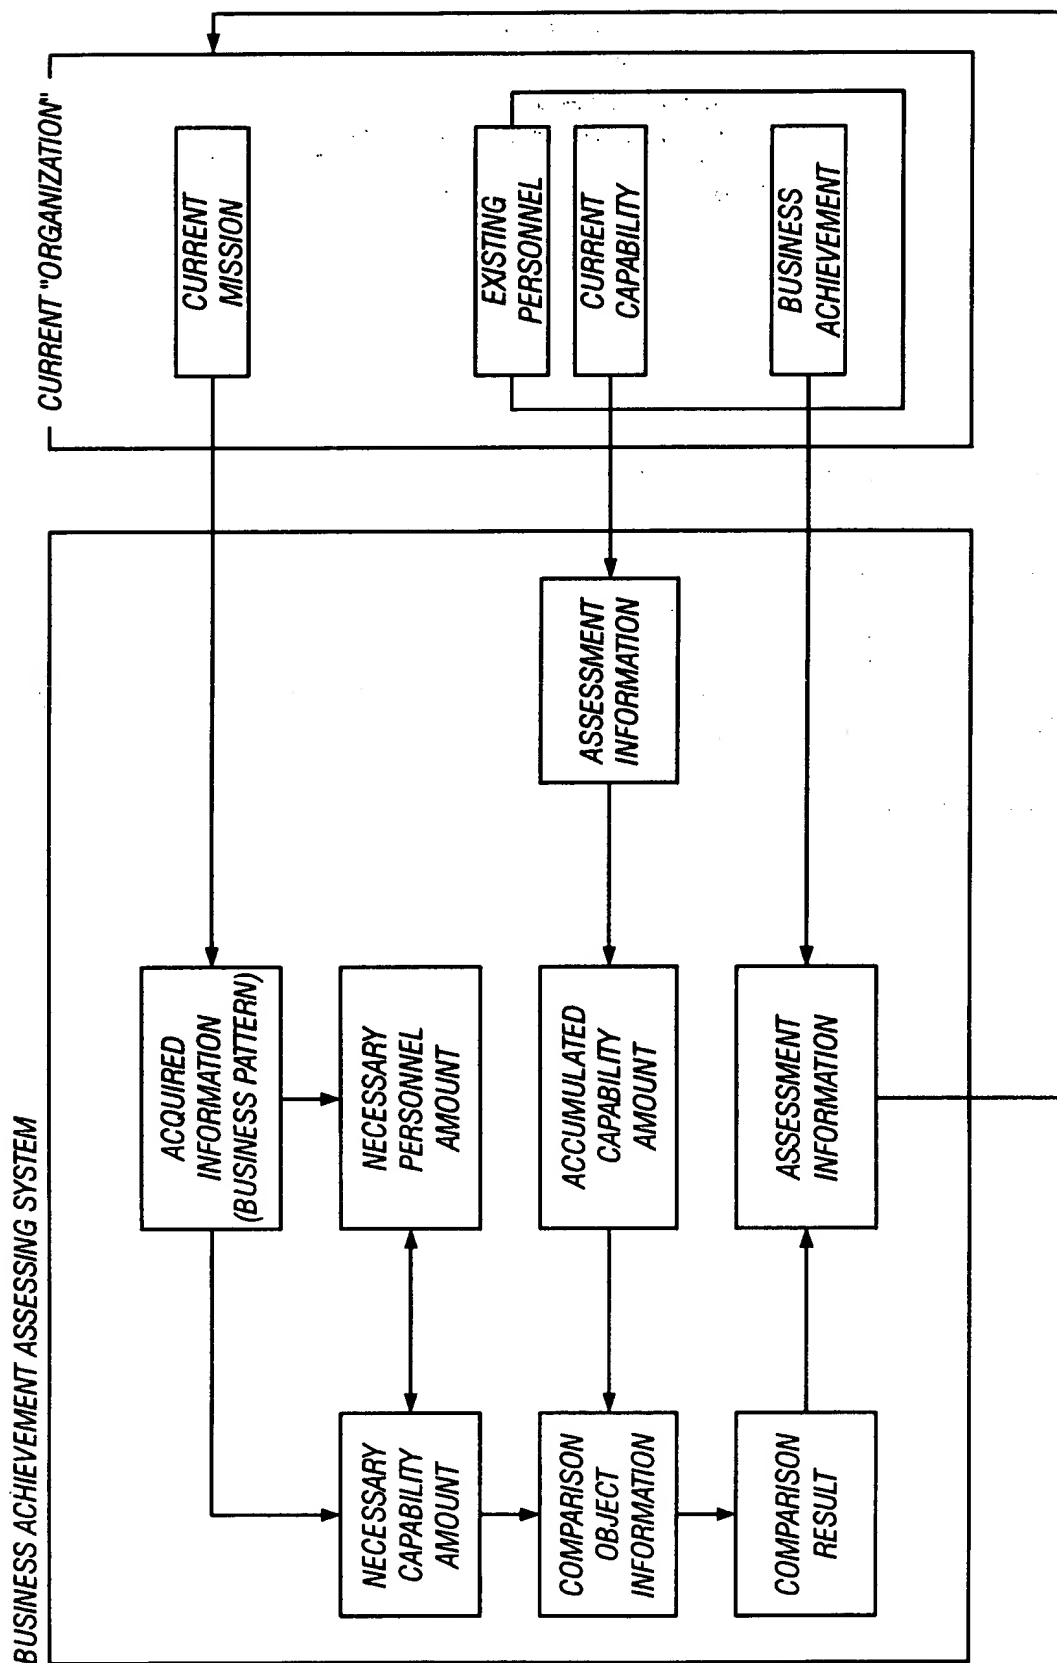 BUSINESS ACHIEVEMENT ASSESSING SYSTEM
CURRENT "ORGANIZATION"
ACQUIRED
INFORMATION
(BUSINESS PATTERN)
CURRENT
MISSION
NECESSARY
CAPABILITY
AMOUNT
NECESSARY
PERSONNEL
AMOUNT
EXISTING
PERSONNEL
COMPARISON
OBJECT
INFORMATION
ACCUMULATED
CAPABILITY
AMOUNT
ASSESSMENT
INFORMATION
CURRENT
CAPABILITY
COMPARISON
RESULT
ASSESSMENT
INFORMATION
BUSINESS
ACHIEVEMENT